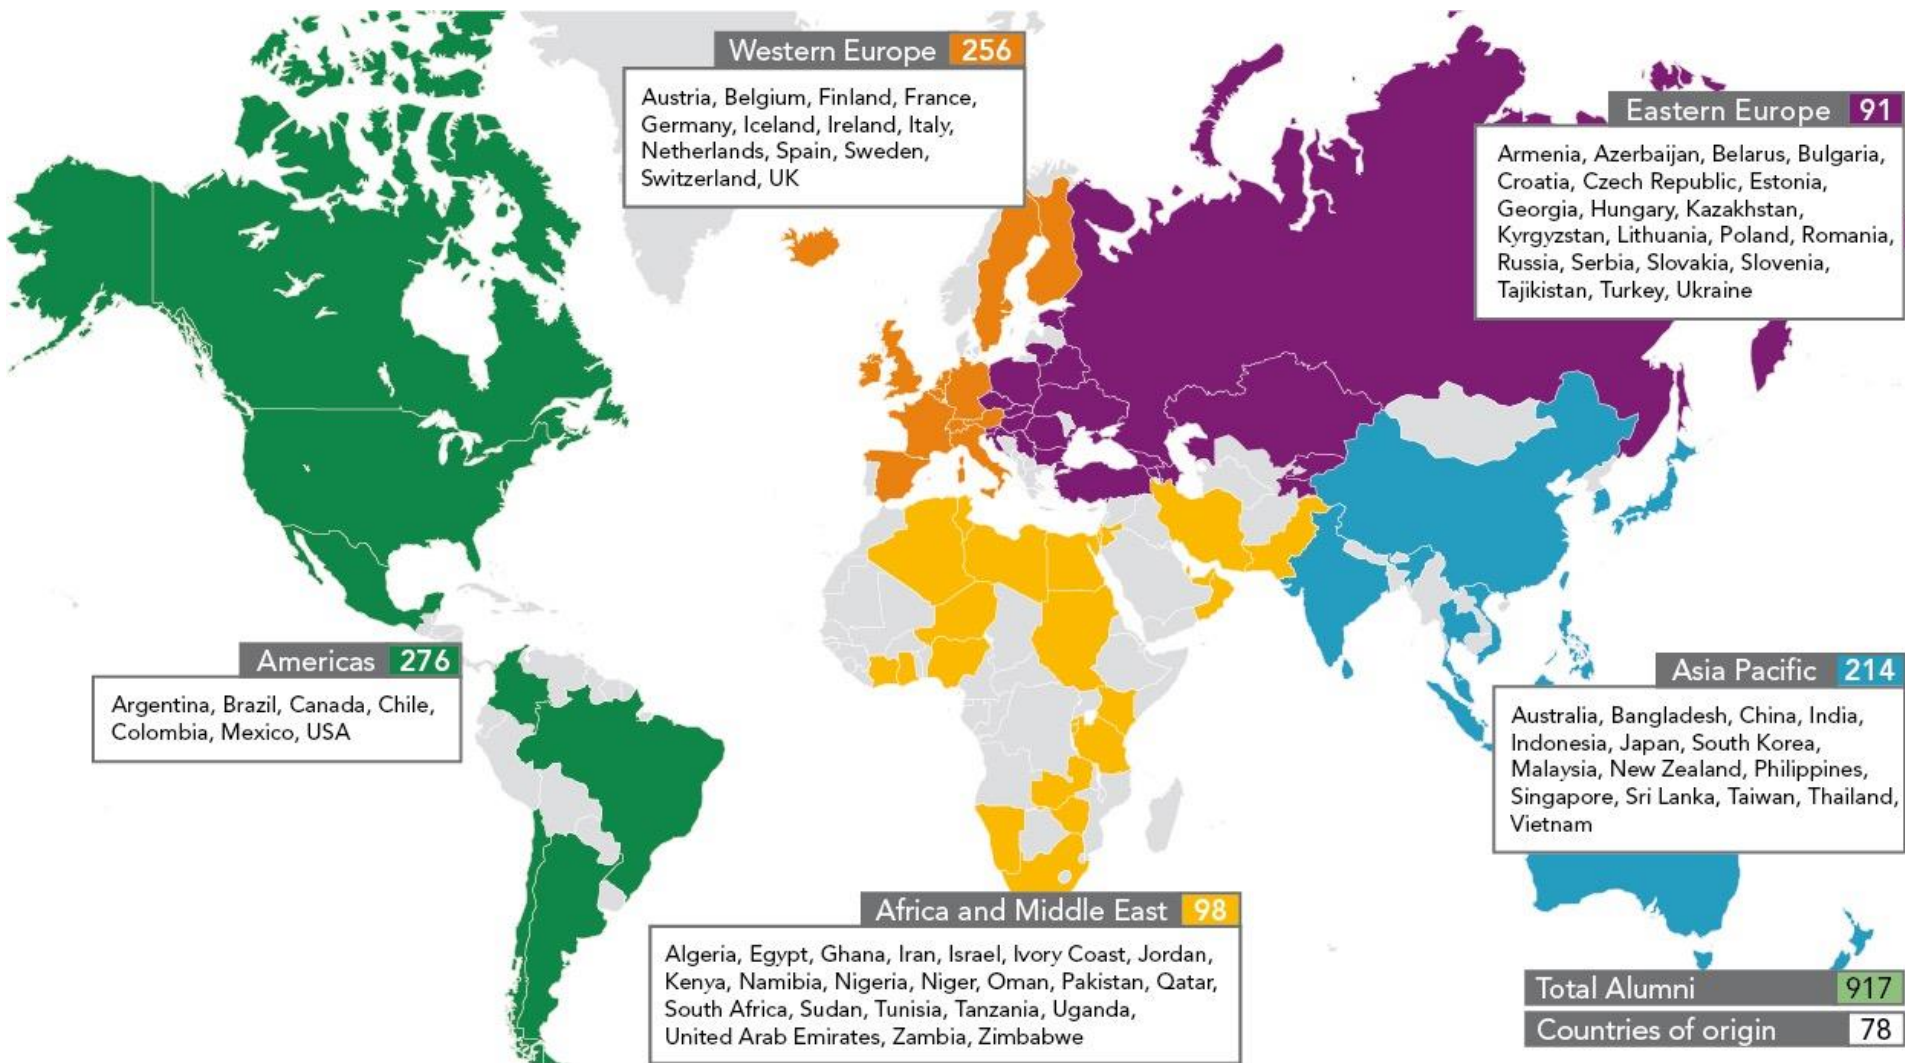 Western Europe 256
Austria, Belgium, Finland, France,
Germany, Iceland, Ireland, Italy,
Netherlands, Spain, Sweden,
Switzerland, UK
Eastern Europe 91
Armenia, Azerbaijan, Belarus, Bulgaria,
Croatia, Czech Republic, Estonia,
Georgia, Hungary, Kazakhstan,
Kyrgyzstan, Lithuania, Poland, Romania,
Russia, Serbia, Slovakia, Slovenia,
Tajikistan, Turkey, Ukraine
Americas 276
Argentina, Brazil, Canada, Chile,
Colombia, Mexico, USA
Asia Pacific 214
Australia, Bangladesh, China, India,
Indonesia, Japan, South Korea,
Malaysia, New Zealand, Philippines,
Singapore, Sri Lanka, Taiwan, Thailand,
Vietnam
Africa and Middle East 98
Algeria, Egypt, Ghana, Iran, Israel, Ivory Coast, Jordan,
Kenya, Namibia, Nigeria, Niger, Oman, Pakistan, Qatar,
South Africa, Sudan, Tunisia, Tanzania, Uganda,
United Arab Emirates, Zambia, Zimbabwe
Total Alumni 917
Countries of origin 78